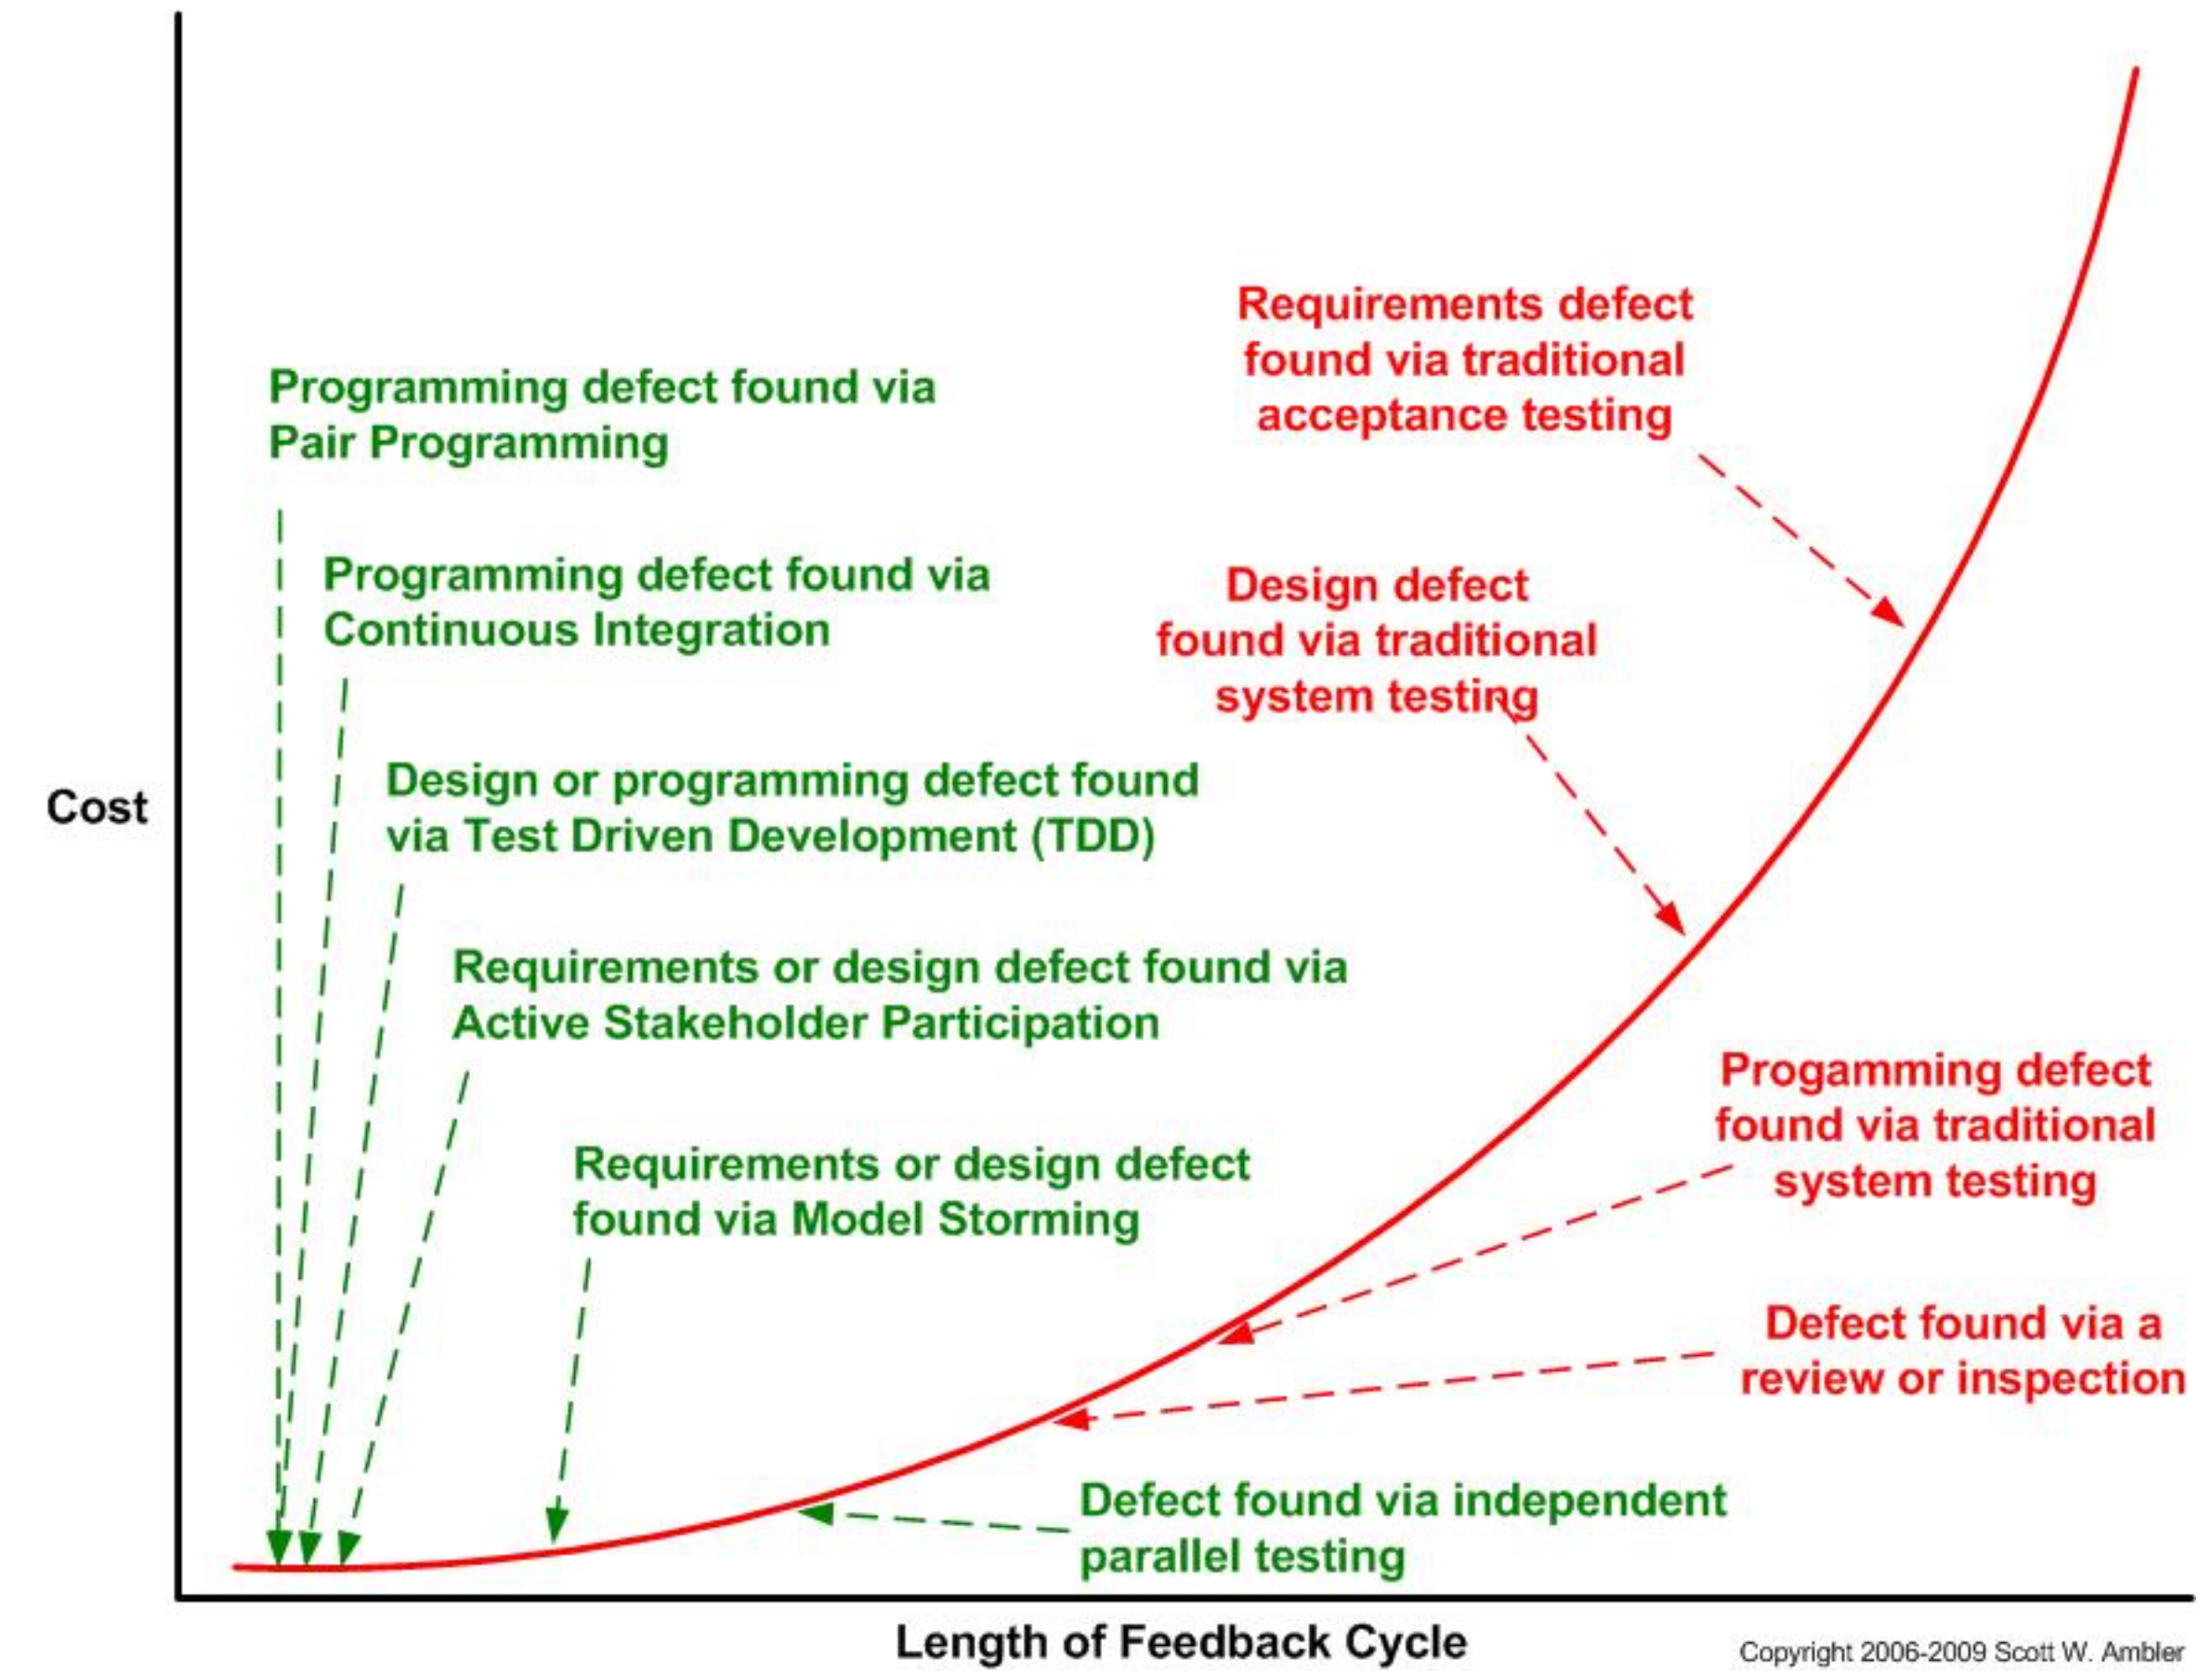 Programming defect found via
Pair Programming
Programming defect found via
Continuous Integration
Design or programming defect found
via Test Driven Development (TDD)
Requirements or design defect found via
Active Stakeholder Participation
Requirements or design defect
found via Model Storming
Requirements defect
found via traditional
acceptance testing
Design defect
found via traditional
system testing
Progamming defect
found via traditional
system testing
Defect found via a
review or inspection
Defect found via independent
parallel testing
Cost
Length of Feedback Cycle
Copyright 2006-2009 Scott W. Ambler